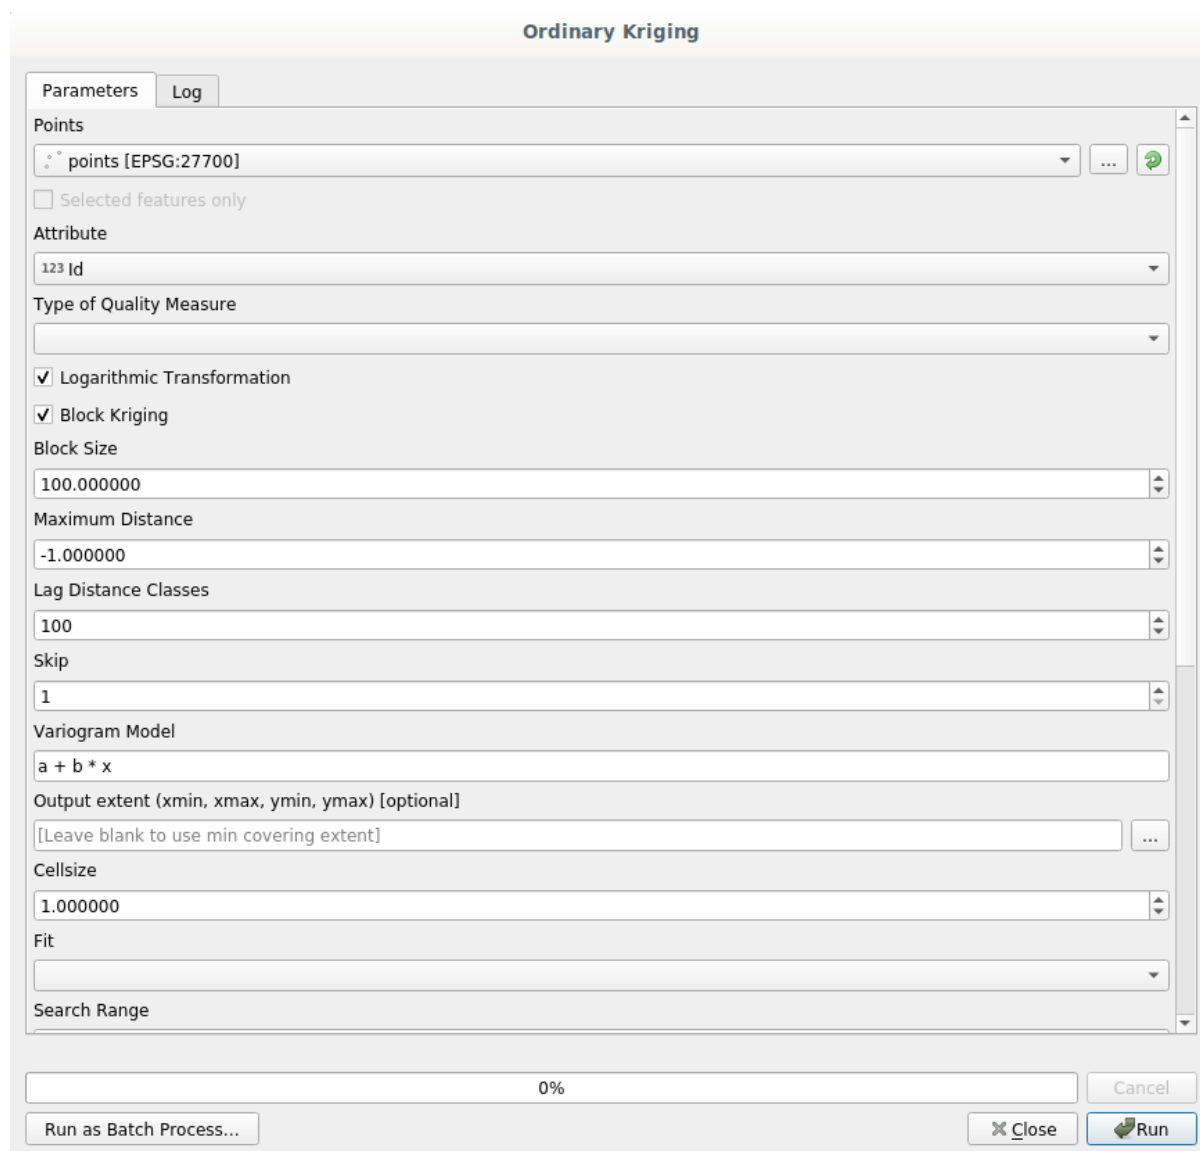 Ordinary Kriging
Parameters Log
Points
points [EPSG:27700] ...
Selected features only
Attribute
123 Id
Type of Quality Measure
Logarithmic Transformation
Block Kriging
Block Size
100.000000
Maximum Distance
-1.000000
Lag Distance Classes
100
Skip
1
Variogram Model
a + b * x
Output extent (xmin, xmax, ymin, ymax) [optional]
[Leave blank to use min covering extent] ...
Cellsize
1.000000
Fit
Search Range
0% Cancel
Run as Batch Process... Close Run